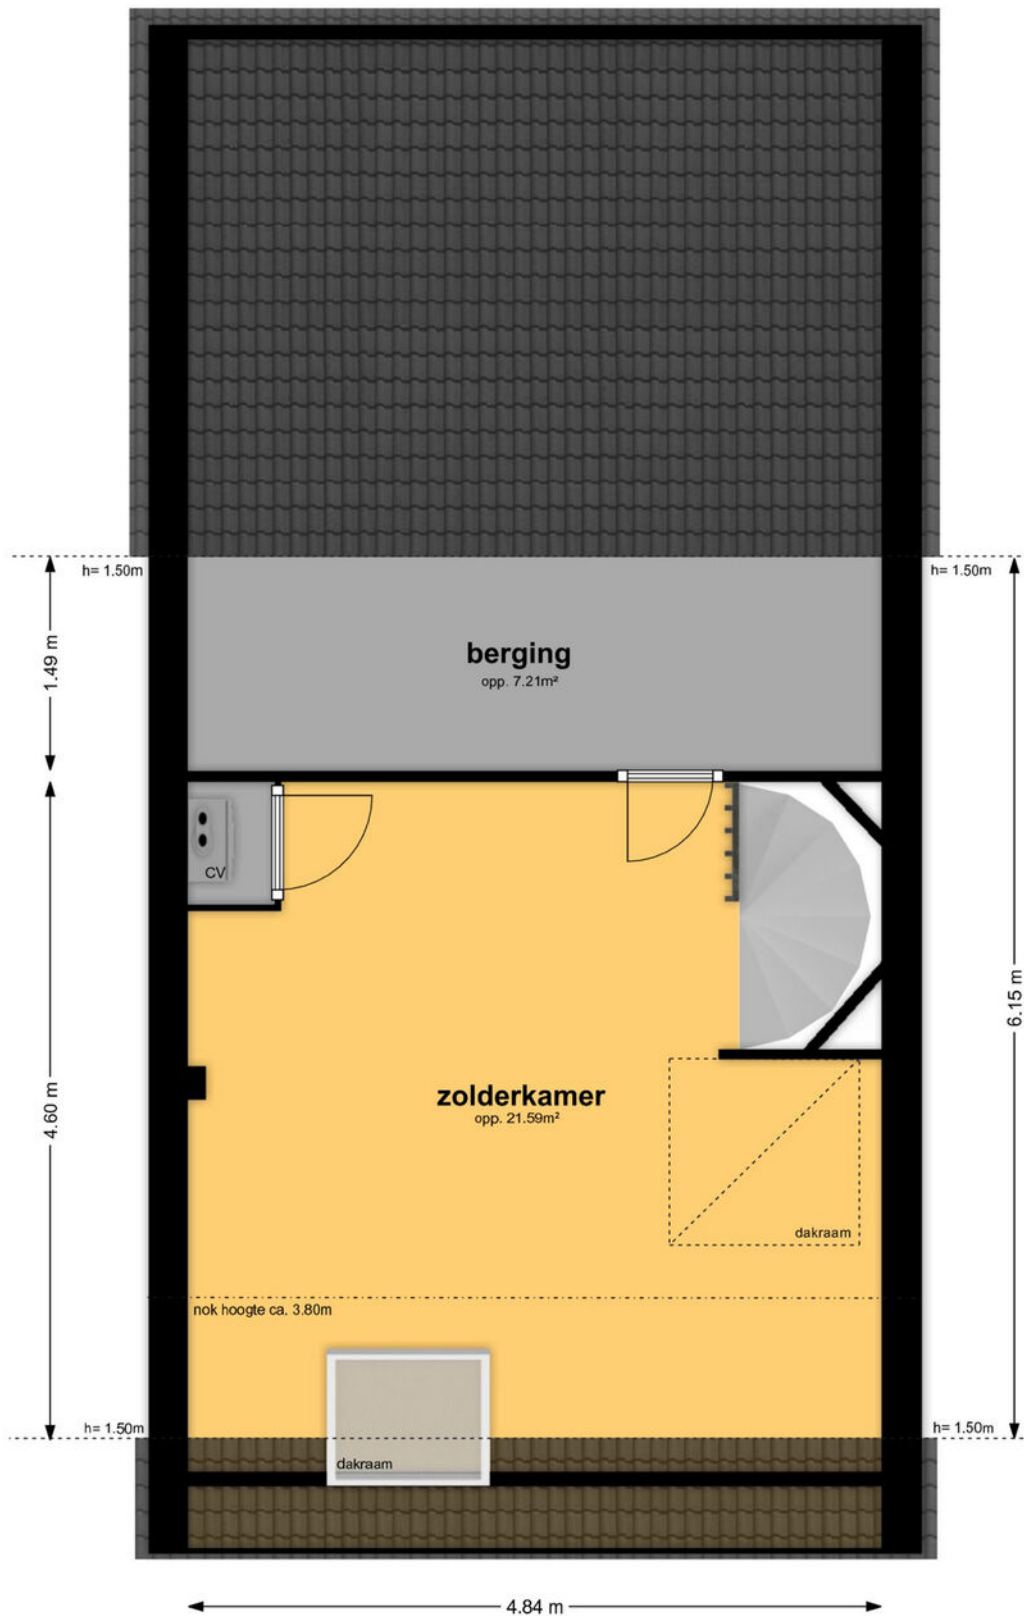 h= 1.50m
h= 1.50m
1.49 m
berging
opp. 7.21m²
CV
6.15 m
4.60 m
zolderkamer
opp. 21.59m²
dakraam
nok hoogte ca. 3.80m
h= 1.50m
h= 1.50m
dakraam
4.84 m